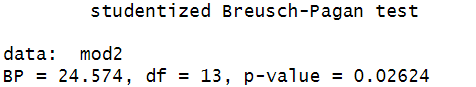 studentized Breusch-Pagan test
data: mod2
BP = 24.574, df = 13, p-value = 0.02624